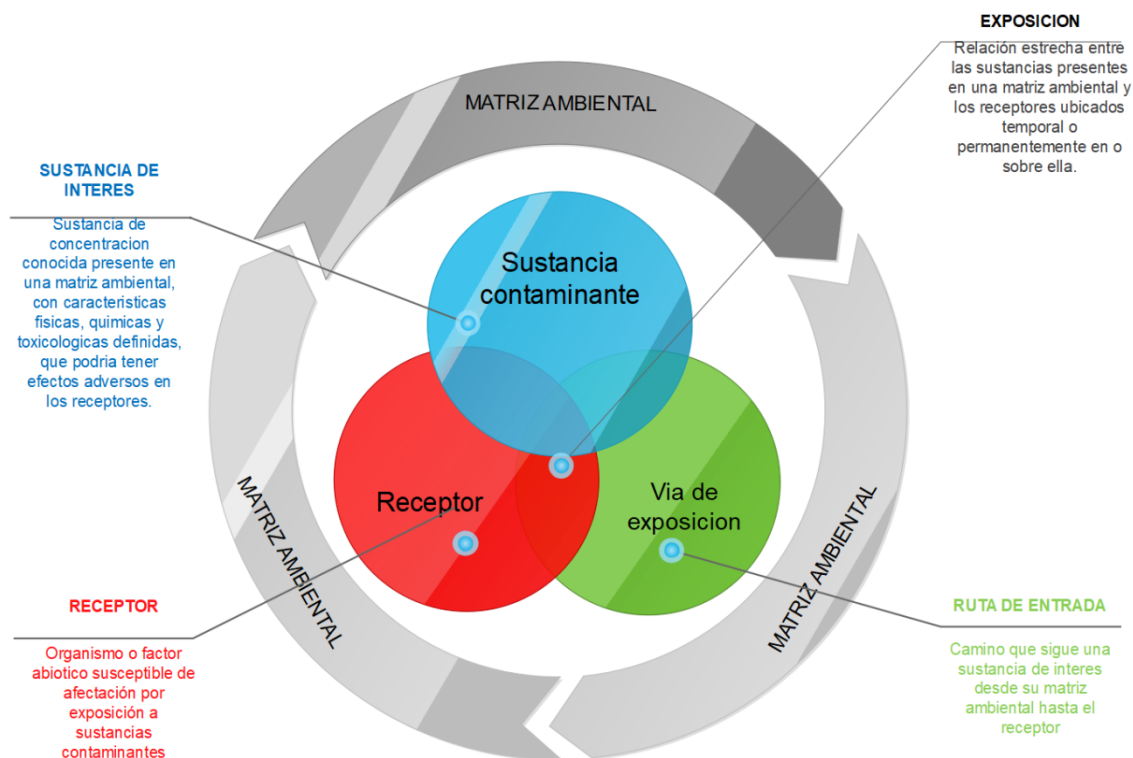 EXPOSICION
Relación estrecha entre
las sustancias presentes
en una matriz ambiental y
los receptores ubicados
temporal o
permanentemente en o
sobre ella.
MATRIZ AMBIENTAL
SUSTANCIA DE
INTERES
Sustancia de
concentracion
conocida presente en
una matriz ambiental,
con caracteristicas
fisicas, quimicas y
toxicologicas definidas,
que podria tener
efectos adversos en
los receptores.
Sustancia
contaminante
Receptor
Via de
exposicion
MATRIZ AMBIENTAL
MATRIZ AMBIENTAL
RECEPTOR
Organismo o factor
abiotico susceptible de
afectación por
exposición a
sustancias
contaminantes
RUTA DE ENTRADA
Camino que sigue una
sustancia de interes
desde su matriz
ambiental hasta el
receptor